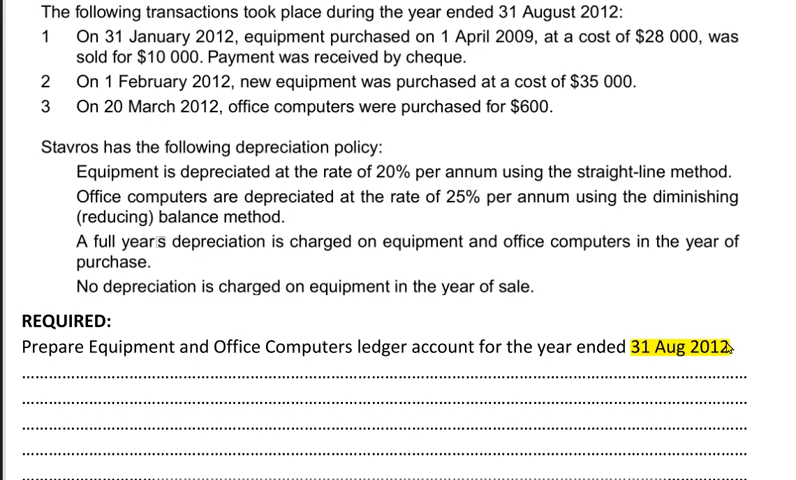 The following transactions took place during the year ended 31 August 2012:
1 On 31 January 2012, equipment purchased on 1 April 2009, at a cost of $28 000, was
sold for $10 000. Payment was received by cheque.
2 On 1 February 2012, new equipment was purchased at a cost of $35 000.
3 On 20 March 2012, office computers were purchased for $600.
Stavros has the following depreciation policy:
Equipment is depreciated at the rate of 20% per annum using the straight-line method.
Office computers are depreciated at the rate of 25% per annum using the diminishing
(reducing) balance method.
A full years depreciation is charged on equipment and office computers in the year of
purchase.
No depreciation is charged on equipment in the year of sale.
REQUIRED:
Prepare Equipment and Office Computers ledger account for the year ended 31 Aug 2012